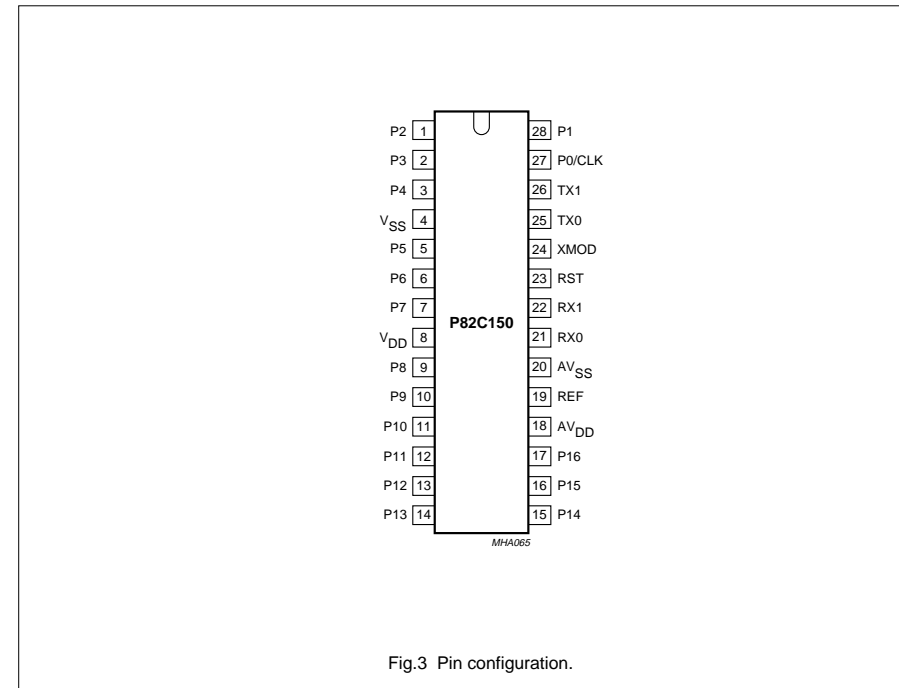 P2 1 28 P1
P3 2 27 P0/CLK
P4 3 26 TX1
VSS 4 25 TX0
P5 5 24 XMOD
P6 6 23 RST
P7 7 22 RX1
P82C150
VDD 8 21 RX0
P8 9 20 AVSS
P9 10 19 REF
P10 11 18 AVDD
P11 12 17 P16
P12 13 16 P15
P13 14 15 P14
MHA065
Fig.3 Pin configuration.